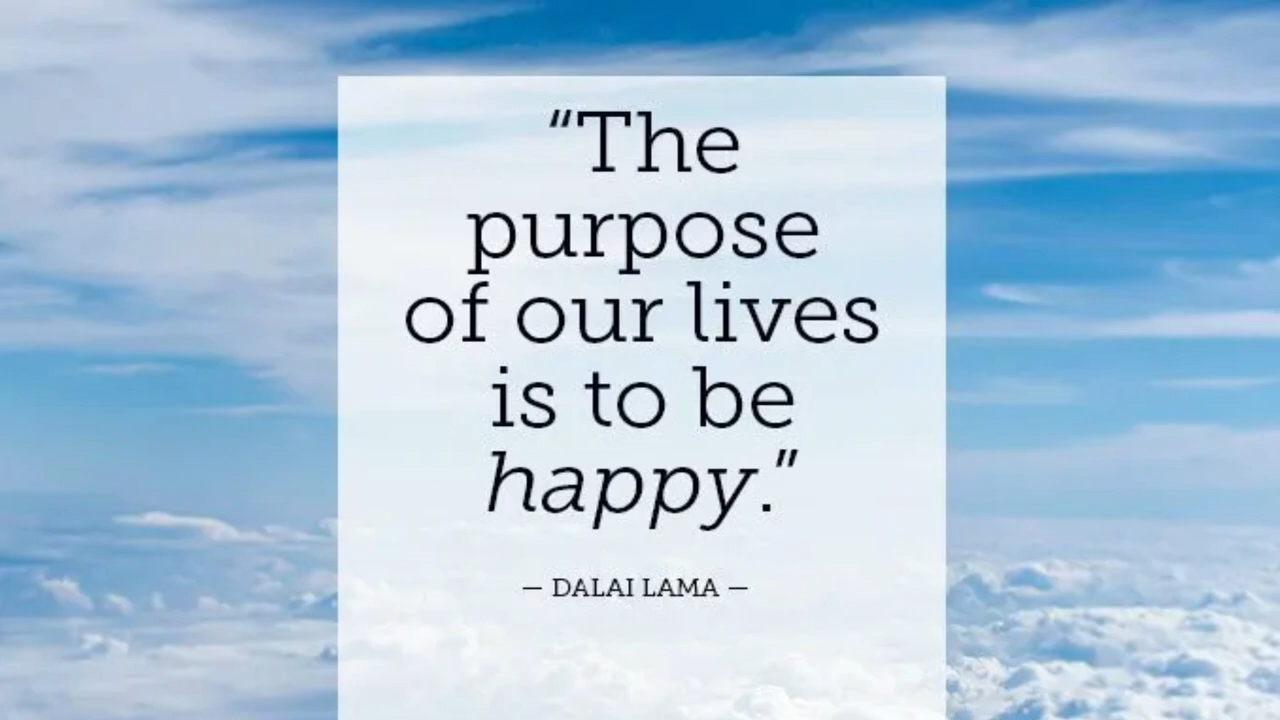 “The
purpose
of our lives
is to be
happy.”
— DALAI LAMA —